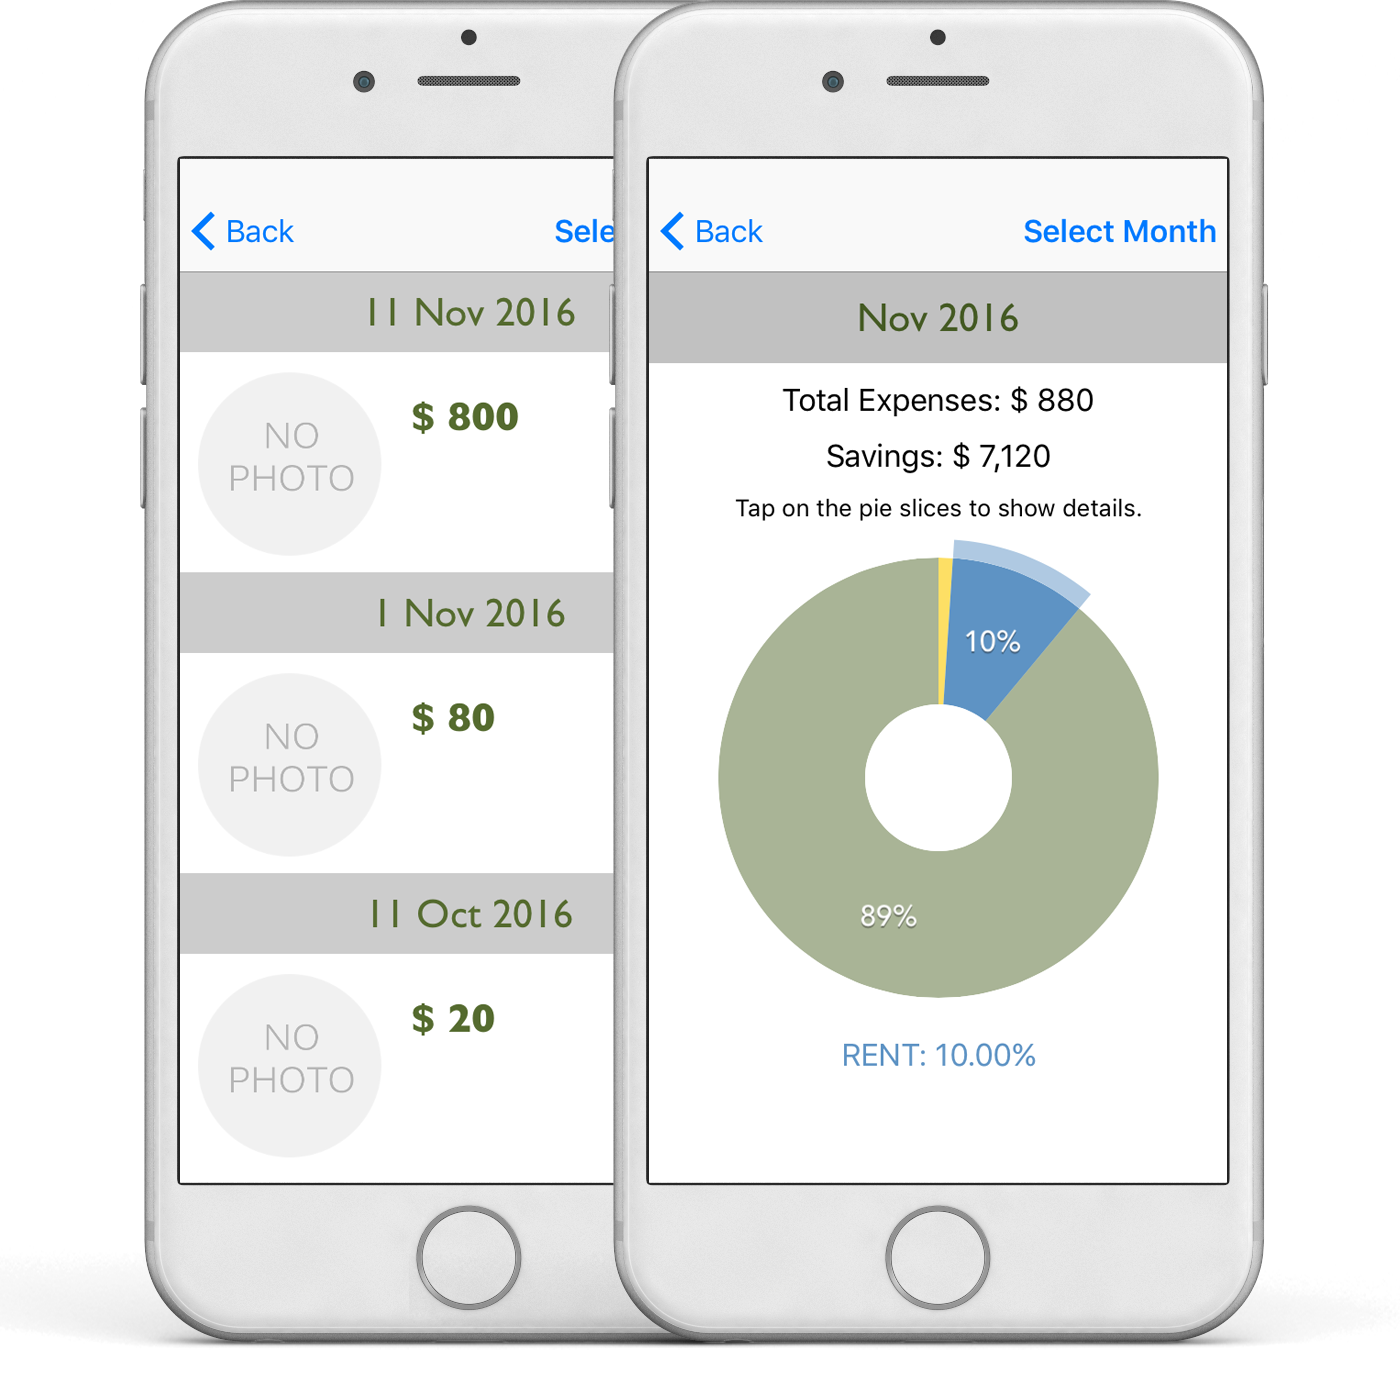 Back
Sele
11 Nov 2016
NO
PHOTO
$ 800
1 Nov 2016
NO
PHOTO
$ 80
11 Oct 2016
NO
PHOTO
$ 20
Back
Select Month
Nov 2016
Total Expenses: $ 880
Savings: $ 7,120
Tap on the pie slices to show details.
10%
89%
RENT: 10.00%